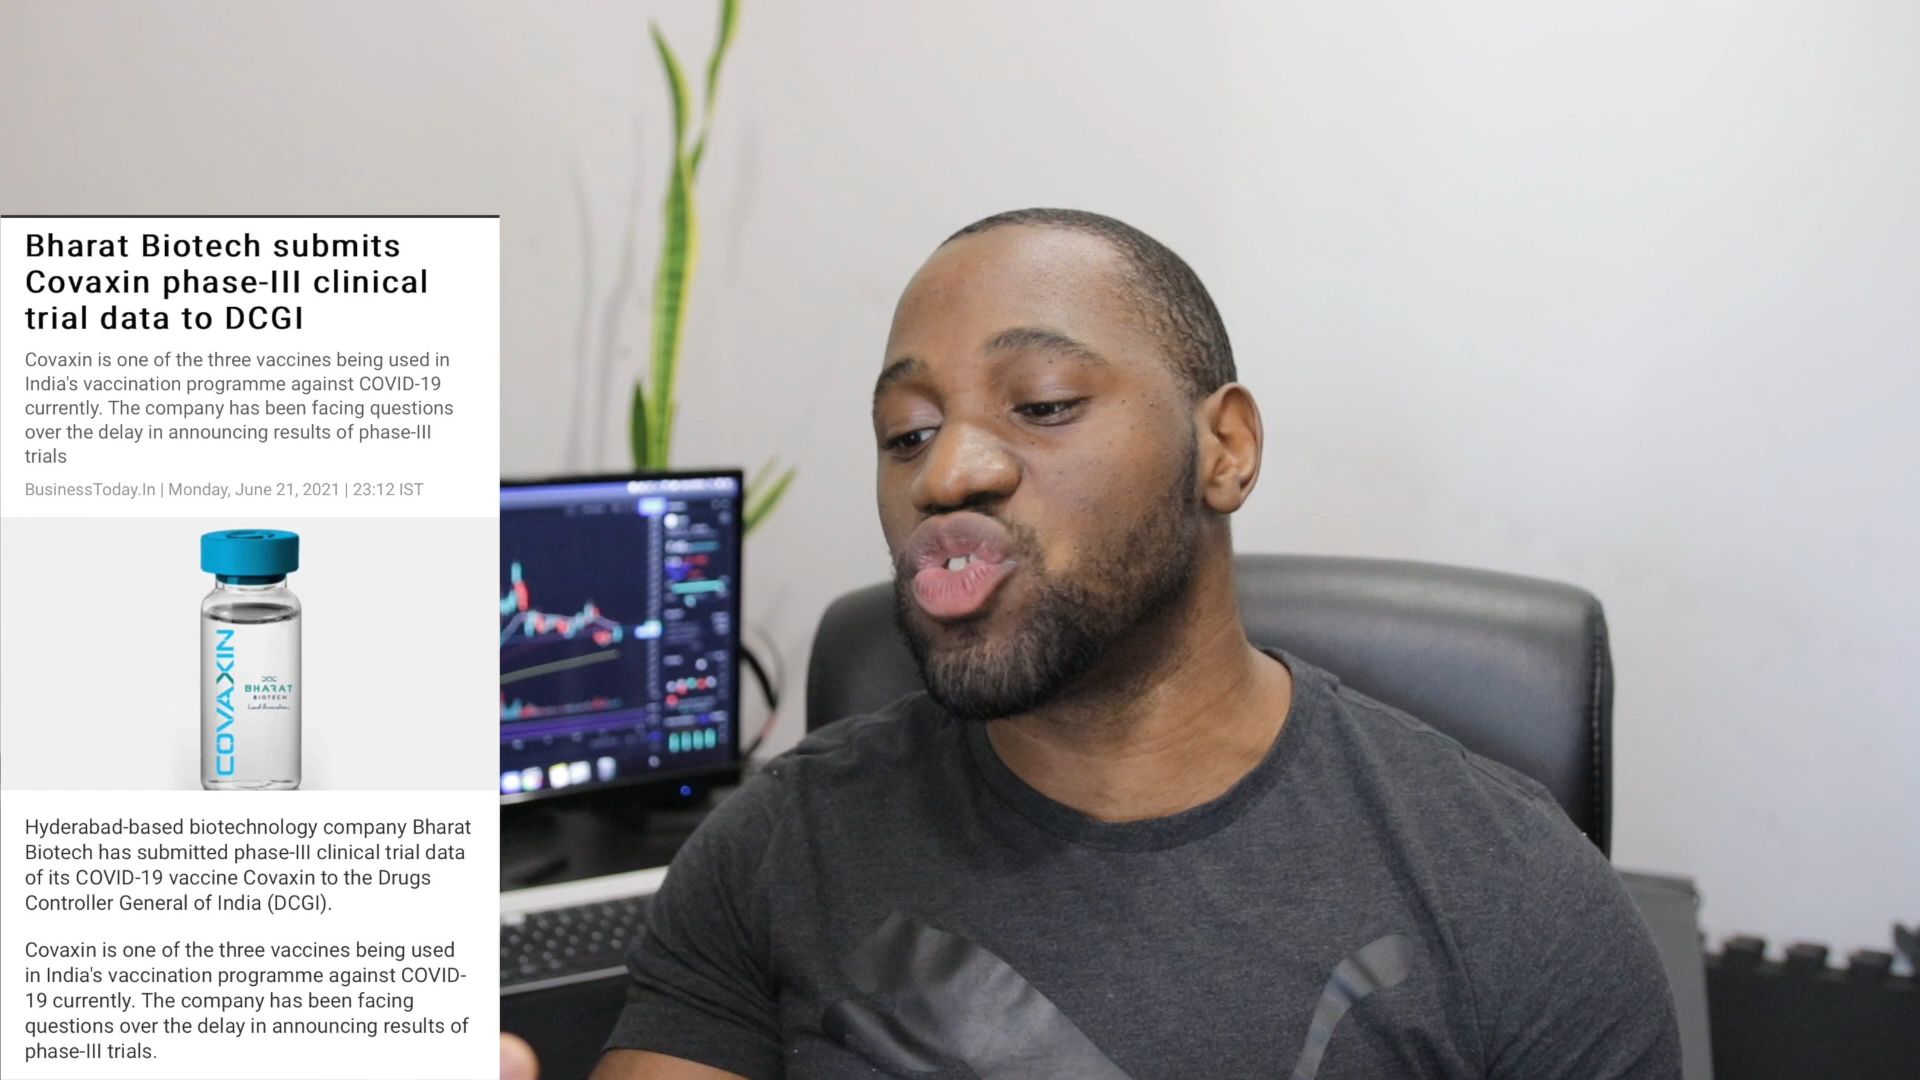 Bharat Biotech submits
Covaxin phase-III clinical
trial data to DCGI
Covaxin is one of the three vaccines being used in
India's vaccination programme against COVID-19
currently. The company has been facing questions
over the delay in announcing results of phase-III
trials
BusinessToday.In | Monday, June 21, 2021 | 23:12 IST
COVAXIN
BHARAT
BIOTECH
Hyderabad-based biotechnology company Bharat
Biotech has submitted phase-III clinical trial data
of its COVID-19 vaccine Covaxin to the Drugs
Controller General of India (DCGI).
Covaxin is one of the three vaccines being used
in India's vaccination programme against COVID-
19 currently. The company has been facing
questions over the delay in announcing results of
phase-III trials.